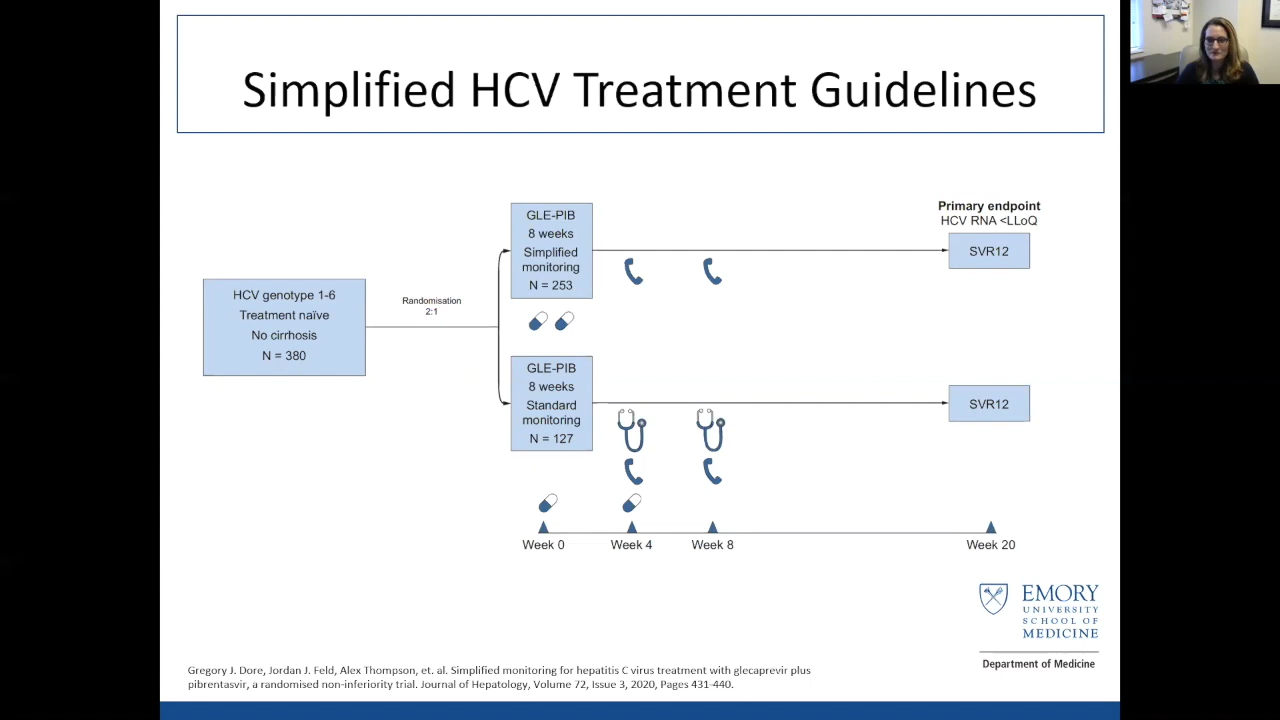 Simplified HCV Treatment Guidelines
Primary endpoint
HCV RNA <LLoQ
GLE-PIB
8 weeks
Simplified
monitoring
N = 253
SVR12
HCV genotype 1-6
Treatment naïve
No cirrhosis
N = 380
Randomisation
2:1
GLE-PIB
8 weeks
Standard
monitoring
N = 127
SVR12
Week 0
Week 4
Week 8
Week 20
EMORY
UNIVERSITY
SCHOOL OF
MEDICINE
Department of Medicine
Gregory J. Dore, Jordan J. Feld, Alex Thompson, et. al. Simplified monitoring for hepatitis C virus treatment with glecaprevir plus
pibrentasvir, a randomised non-inferiority trial. Journal of Hepatology, Volume 72, Issue 3, 2020, Pages 431-440.